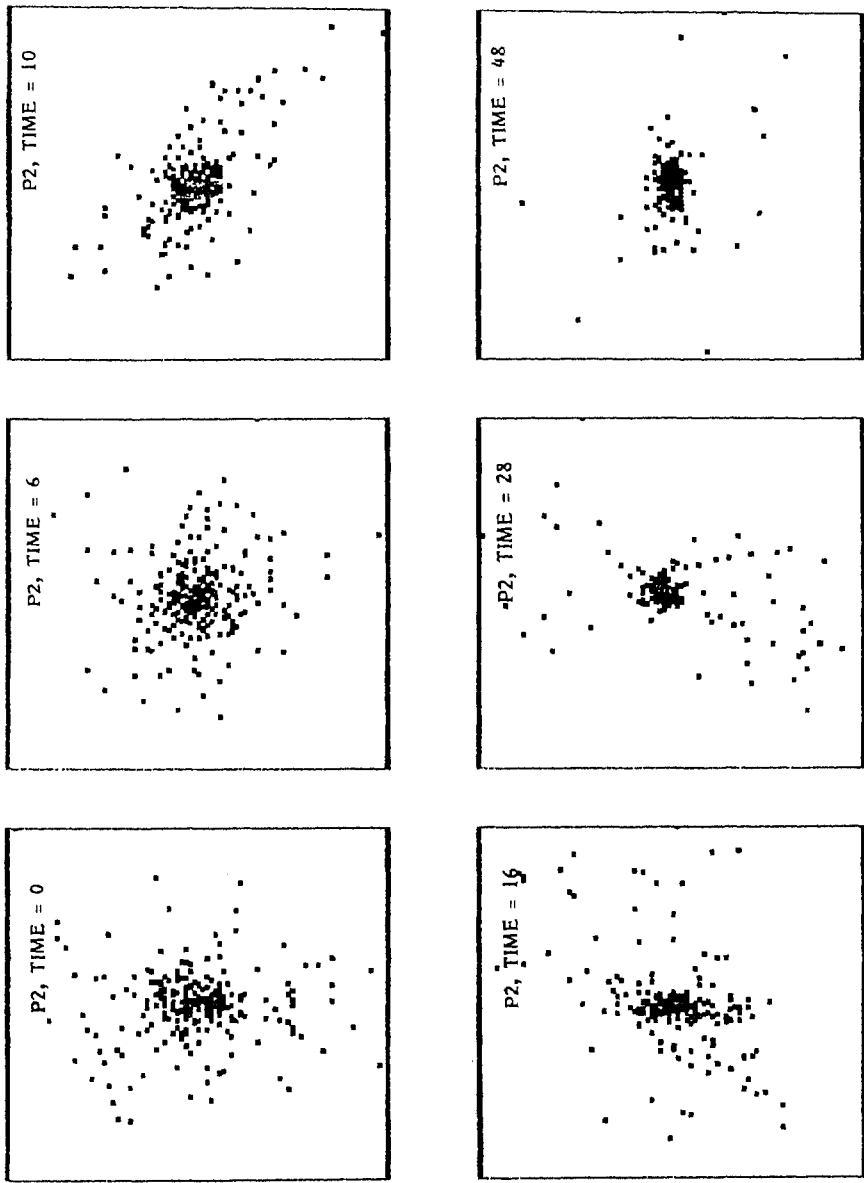 P2, TIME = 0
P2, TIME = 6
P2, TIME = 10
P2, TIME = 16
P2, TIME = 28
P2, TIME = 48